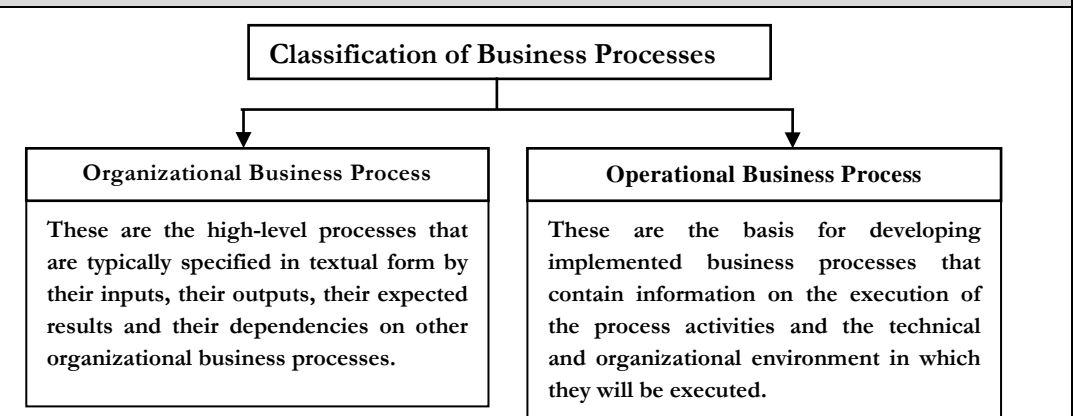 Classification of Business Processes
Organizational Business Process
These are the high-level processes that
are typically specified in textual form by
their inputs, their outputs, their expected
results and their dependencies on other
organizational business processes.
Operational Business Process
These are the basis for developing
implemented business processes that
contain information on the execution of
the process activities and the technical
and organizational environment in which
they will be executed.